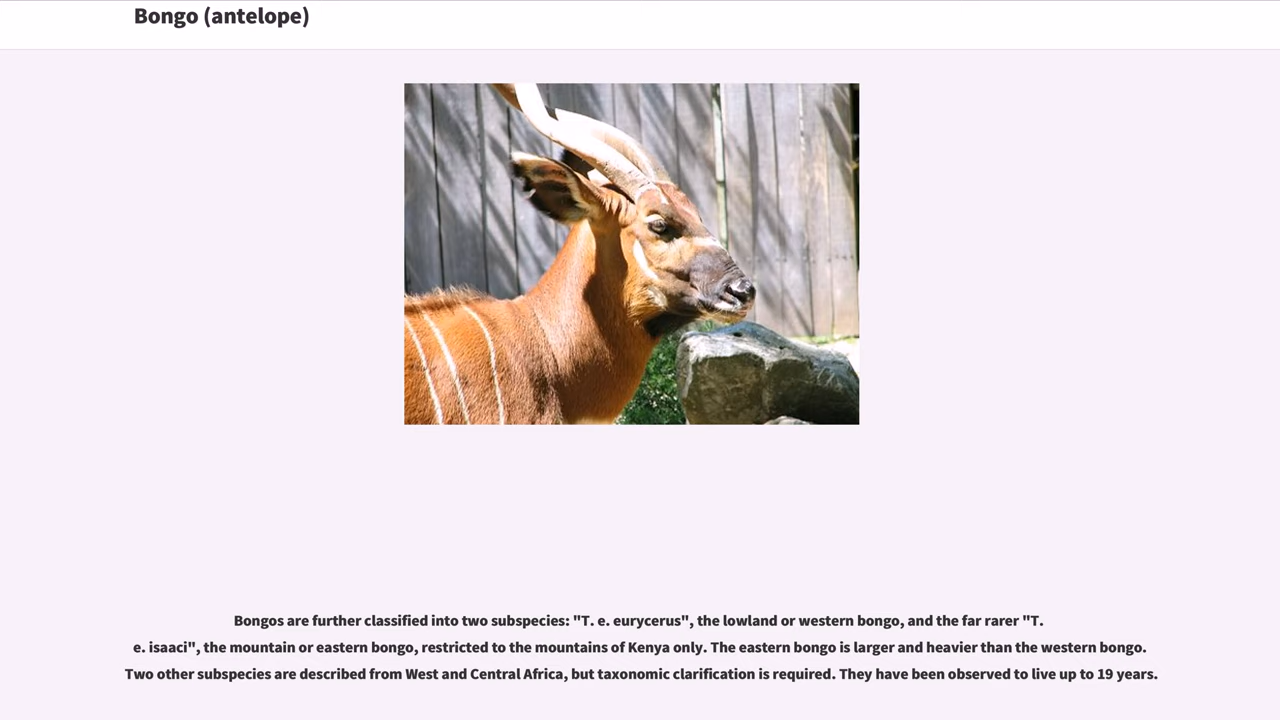 Bongo (antelope)
Bongos are further classified into two subspecies: "T. e. eurycerus", the lowland or western bongo, and the far rarer "T.
e. isaaci", the mountain or eastern bongo, restricted to the mountains of Kenya only. The eastern bongo is larger and heavier than the western bongo.
Two other subspecies are described from West and Central Africa, but taxonomic clarification is required. They have been observed to live up to 19 years.